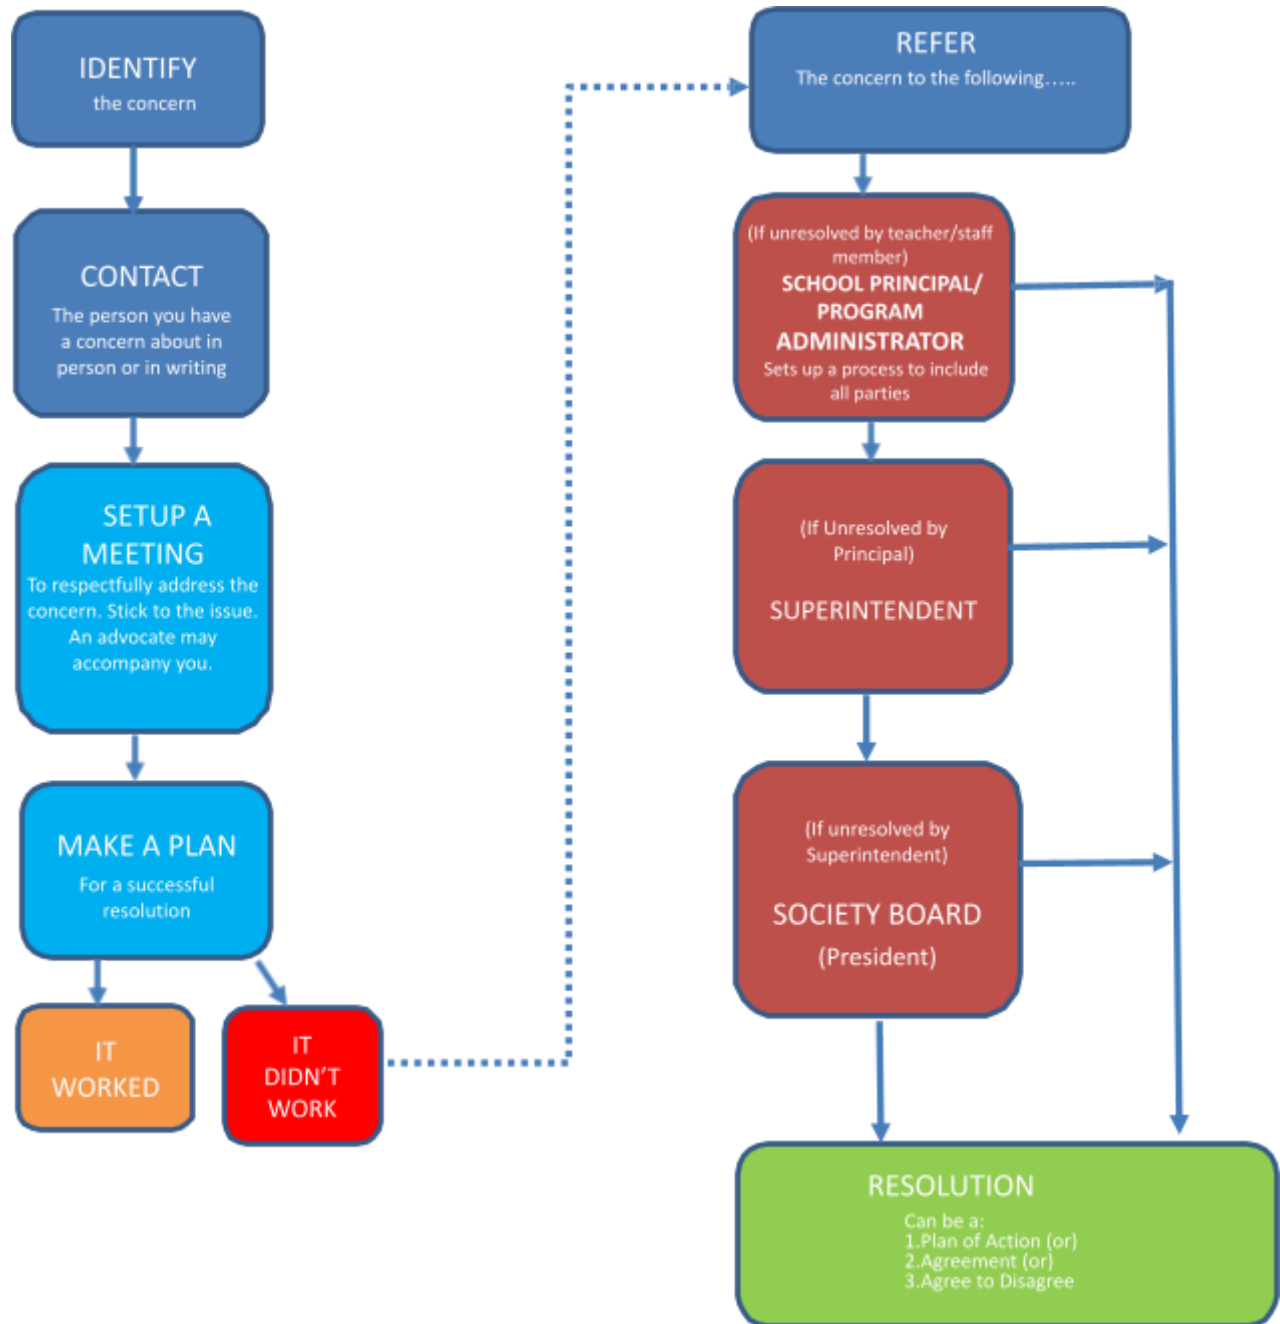 IDENTIFY
the concern
CONTACT
The person you have
a concern about in
person or in writing
SETUP A
MEETING
To respectfully address the
concern. Stick to the issue.
An advocate may
accompany you.
MAKE A PLAN
For a successful
resolution
IT
WORKED
IT
DIDN'T
WORK
REFER
The concern to the following…..
(If unresolved by teacher/staff
member)
SCHOOL PRINCIPAL/
PROGRAM
ADMINISTRATOR
Sets up a process to include
all parties
(If Unresolved by
Principal)
SUPERINTENDENT
(If unresolved by
Superintendent)
SOCIETY BOARD
(President)
RESOLUTION
Can be a:
1.Plan of Action (or)
2.Agreement (or)
3.Agree to Disagree